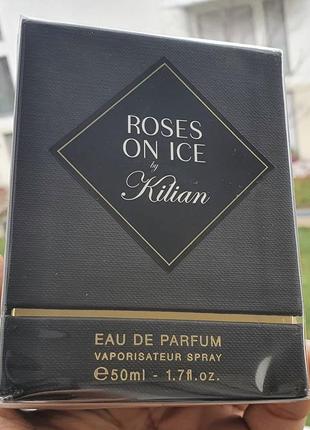 ROSES
ON ICE
by
Kilian
EAU DE PARFUM
VAPORISATEUR SPRAY
℮50ml - 1.7fl.oz.